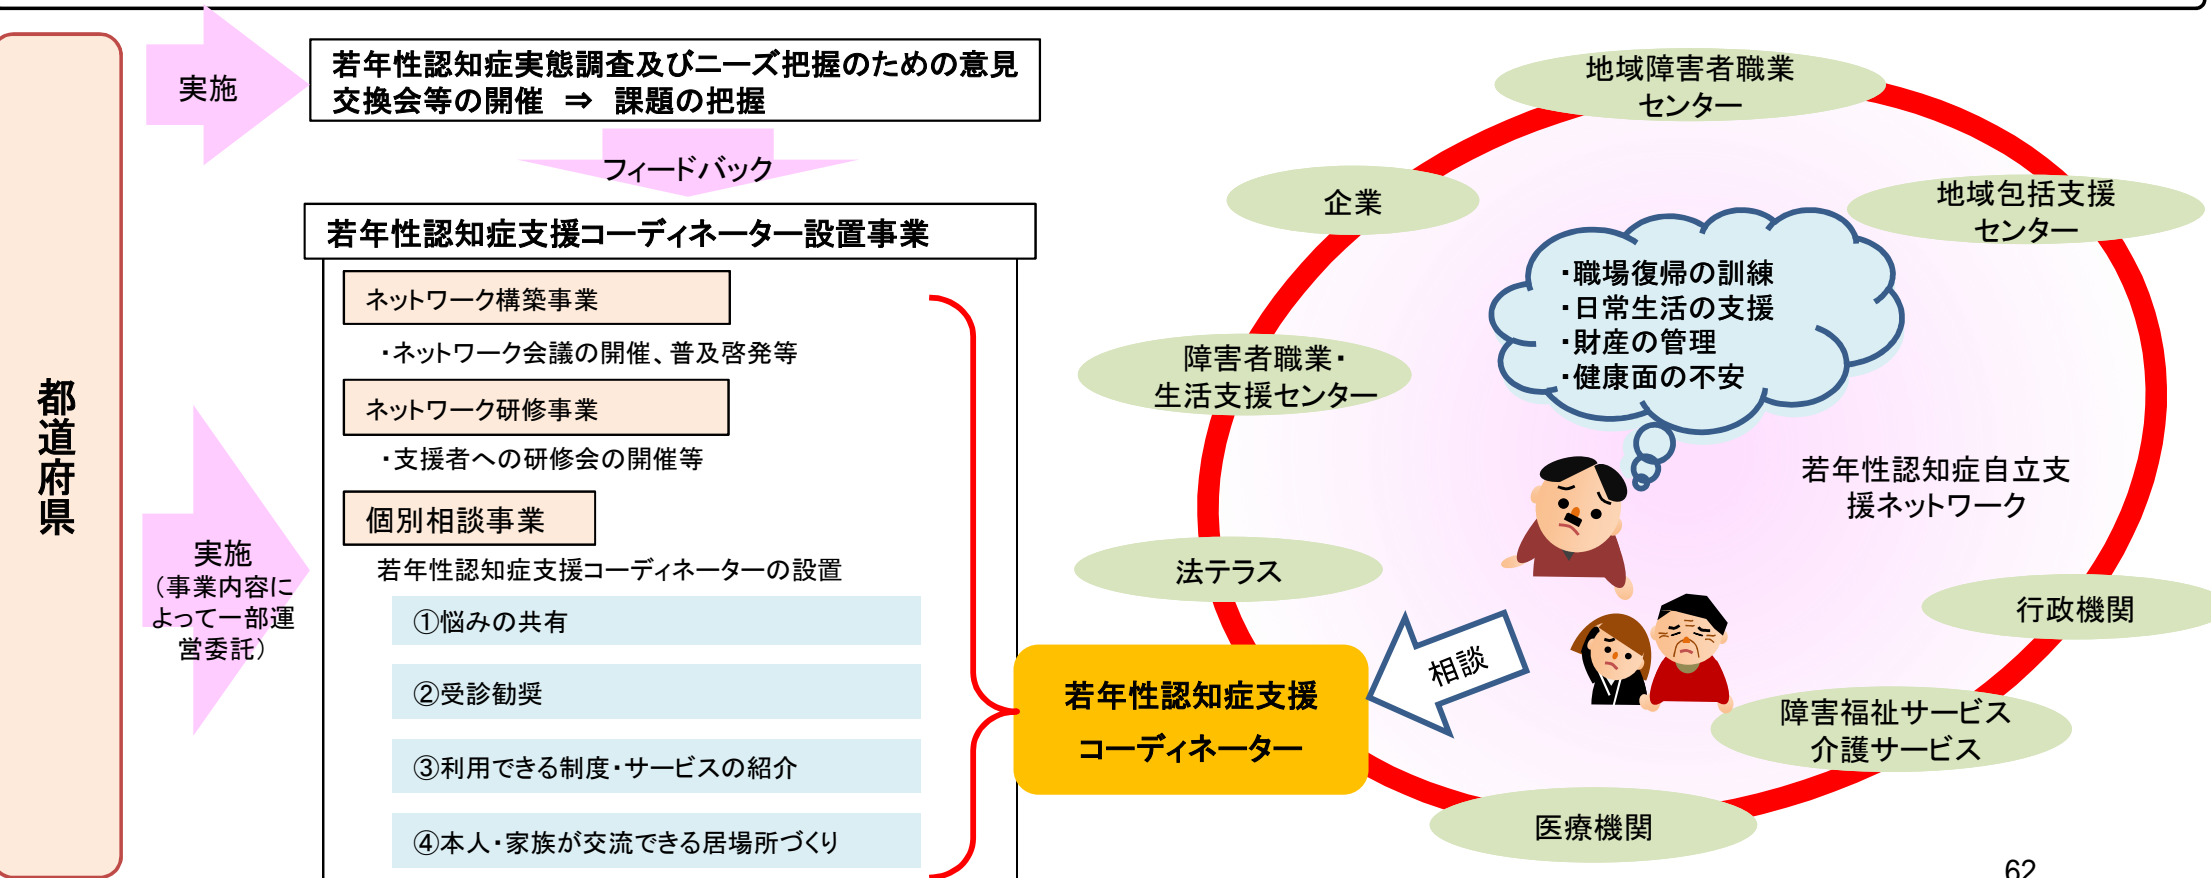 都道府県
実施
若年性認知症実態調査及びニーズ把握のための意見
交換会等の開催　⇒　課題の把握
フィードバック
若年性認知症支援コーディネーター設置事業
ネットワーク構築事業
・ネットワーク会議の開催、普及啓発等
ネットワーク研修事業
・支援者への研修会の開催等
個別相談事業
若年性認知症支援コーディネーターの設置
①悩みの共有
②受診勧奨
③利用できる制度・サービスの紹介
④本人・家族が交流できる居場所づくり
実施
（事業内容に
よって一部運
営委託）
若年性認知症支援
コーディネーター
相談
地域障害者職業
センター
企業
地域包括支援
センター
障害者職業・
生活支援センター
・職場復帰の訓練
・日常生活の支援
・財産の管理
・健康面の不安
若年性認知症自立支
援ネットワーク
法テラス
行政機関
障害福祉サービス
介護サービス
医療機関
62